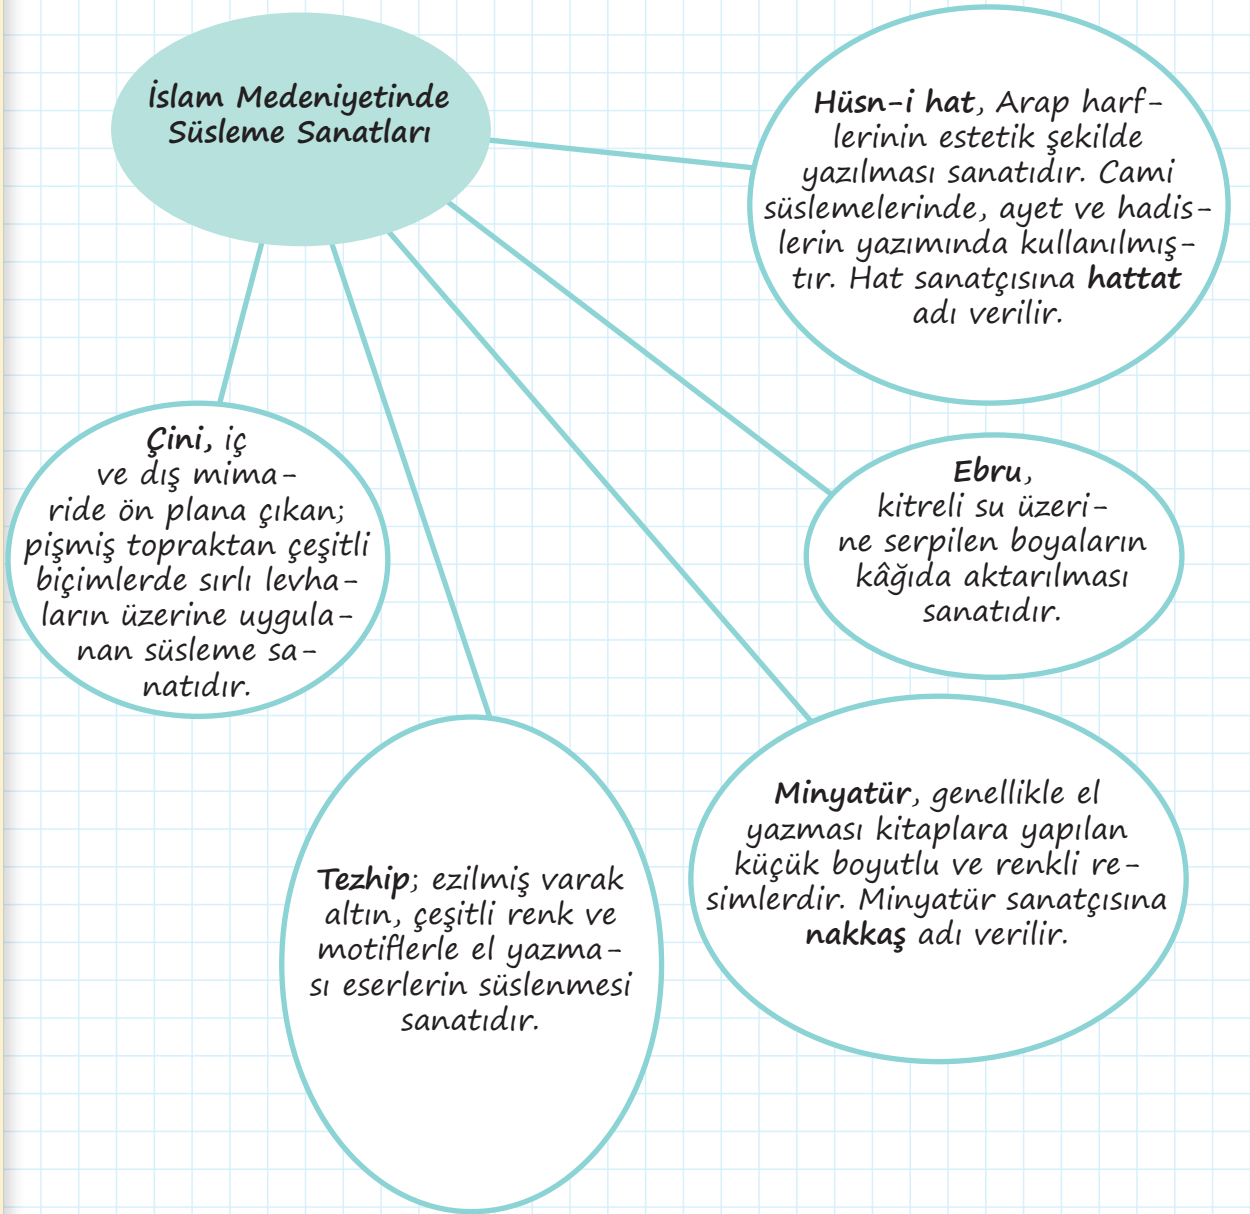 İslam Medeniyetinde
Süsleme Sanatları
Hüsn-i hat, Arap harf-
lerinin estetik şekilde
yazılması sanatıdır. Cami
süslemelerinde, ayet ve hadis-
lerin yazımında kullanılmış-
tır. Hat sanatçısına hattat
adı verilir.
Çini, iç
ve dış mima-
ride ön plana çıkan;
pişmiş topraktan çeşitli
biçimlerde sırlı levha-
ların üzerine uygula-
nan süsleme sa-
natıdır.
Ebru,
kitreli su üzeri-
ne serpilen boyaların
kâğıda aktarılması
sanatıdır.
Tezhip; ezilmiş varak
altın, çeşitli renk ve
motiflerle el yazma-
sı eserlerin süslenmesi
sanatıdır.
Minyatür, genellikle el
yazması kitaplara yapılan
küçük boyutlu ve renkli re-
simlerdir. Minyatür sanatçısına
nakkaş adı verilir.